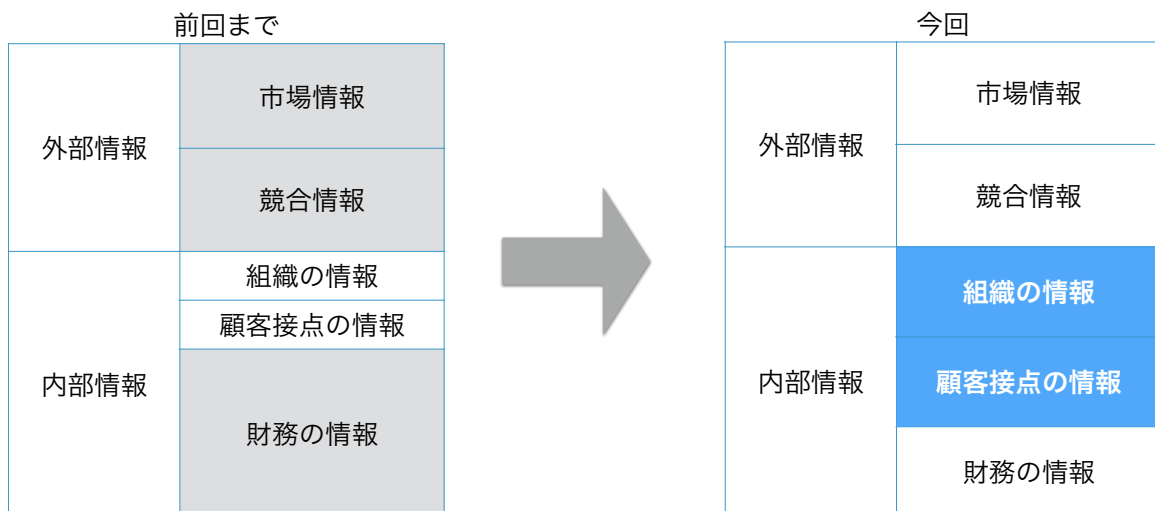 前回まで
外部情報
市場情報
競合情報
内部情報
組織の情報
顧客接点の情報
財務の情報
今回
外部情報
市場情報
競合情報
内部情報
組織の情報
顧客接点の情報
財務の情報